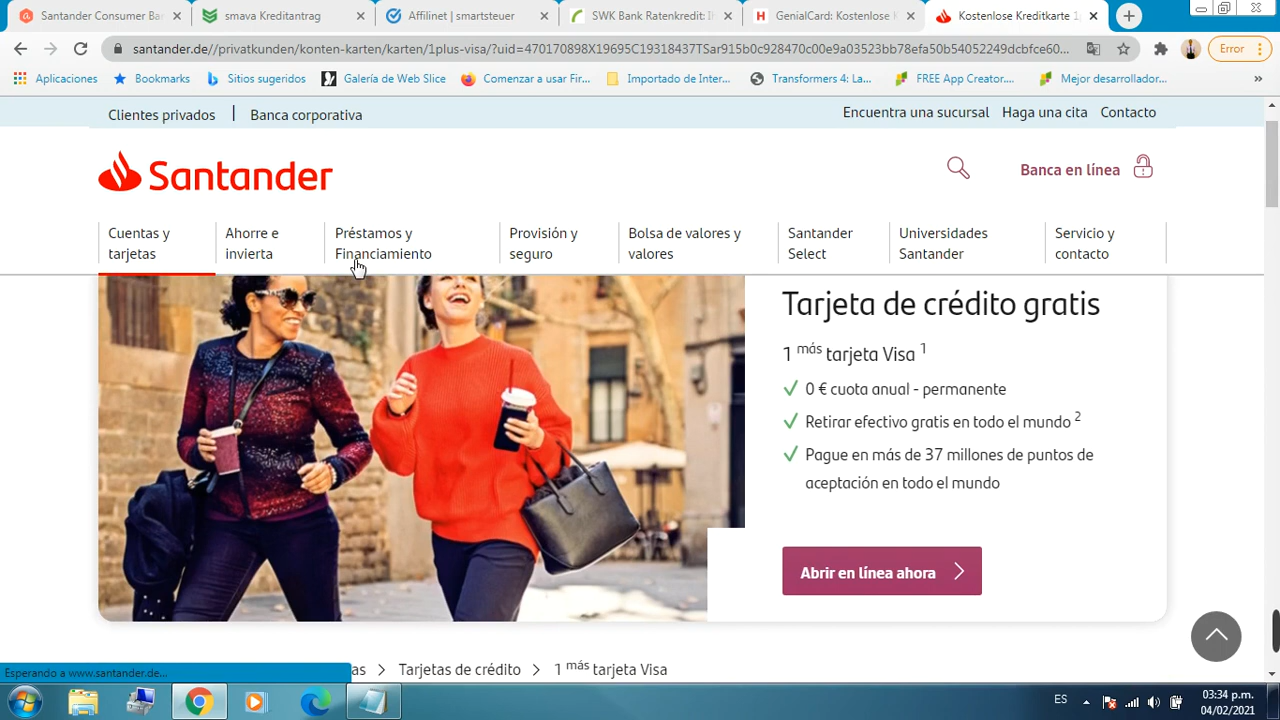 Santander Consumer Ba
smava Kreditantrag
Affilinet | smartsteuer
SWK Bank Ratenkredit: I
GenialCard: Kostenlose K
Kostenlose Kreditkarte 1
santander.de//privatkunden/konten-karten/karten/1plus-visa/?uid=470170098X19695C19318437TSar915b0c928470c00e9a03523bb78efa50b54052249dcbfce60...
Error
Aplicaciones
Bookmarks
Sitios sugeridos
Galería de Web Slice
Comenzar a usar Fir...
Importado de Inter...
Transformers 4: La...
FREE App Creator....
Mejor desarrollador...
»
Clientes privados | Banca corporativa
Encuentra una sucursal Haga una cita Contacto
Santander
Banca en línea
Cuentas y tarjetas
Ahorre e invierta
Préstamos y Financiamiento
Provisión y seguro
Bolsa de valores y valores
Santander Select
Universidades Santander
Servicio y contacto
Tarjeta de crédito gratis
1 más tarjeta Visa 1
0 € cuota anual - permanente
Retirar efectivo gratis en todo el mundo 2
Pague en más de 37 millones de puntos de
aceptación en todo el mundo
Abrir en línea ahora
Esperando a www.santander.de...
as > Tarjetas de crédito > 1 más tarjeta Visa
ES
03:34 p.m.
04/02/2021